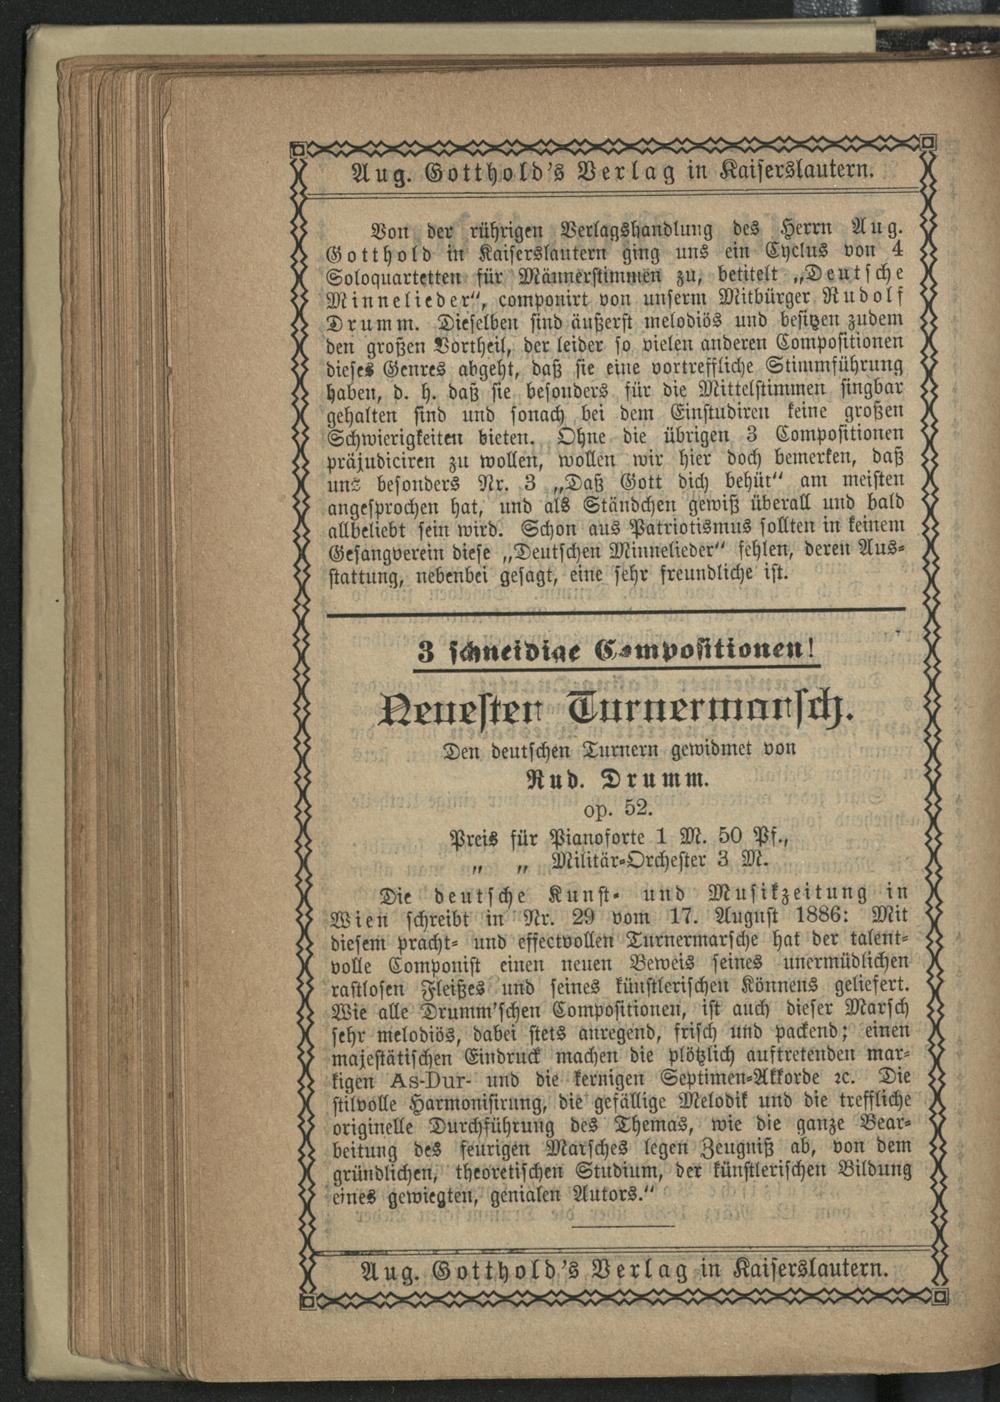 Aug. Gotthold's Verlag in Kaiserslautern.
Von der rührigen Verlagshandlung des Herrn Aug.
Gotthold in Kaiserslautern ging uns ein Cyclus von 4
Soloquartetten für Männerstimmen zu, betitelt „Deutsche
Minnelieder“, componirt von unserm Mitbürger Rudolf
Drumm. Dieselben sind äußerst melodiös und besitzen zudem
den großen Vortheil, der leider so vielen anderen Compositionen
dieses Genres abgeht, daß sie eine vortreffliche Stimmführung
haben, d. h. daß sie besonders für die Mittelstimmen singbar
gehalten sind und sonach bei dem Einstudiren keine großen
Schwierigkeiten bieten. Ohne die übrigen 3 Compositionen
präjudiciren zu wollen, wollen wir hier doch bemerken, daß
uns besonders Nr. 3 „Daß Gott dich behüt“ am meisten
angesprochen hat, und als Ständchen gewiß überall und bald
allbeliebt sein wird. Schon aus Patriotismus sollten in keinem
Gesangverein diese „Deutschen Minnelieder“ fehlen, deren Aus-
stattung, nebenbei gesagt, eine sehr freundliche ist.
3 schneidige Compositionen!
Neuester Turnermarsch.
Den deutschen Turnern gewidmet von
Rud. Drumm.
op. 52.
Preis für Pianoforte 1 M. 50 Pf.,
„ „ Militär-Orchester 3 M.
Die deutsche Kunst- und Musikzeitung in
Wien schreibt in Nr. 29 vom 17. August 1886: Mit
diesem pracht- und effectvollen Turnermarsche hat der talent-
volle Componist einen neuen Beweis seines unermüdlichen
rastlosen Fleißes und seines künstlerischen Könnens geliefert.
Wie alle Drumm'schen Compositionen, ist auch dieser Marsch
sehr melodiös, dabei stets anregend, frisch und packend; einen
majestätischen Eindruck machen die plötzlich auftretenden mar-
kigen As-Dur- und die kernigen Septimen-Akkorde ꝛc. Die
stilvolle Harmonisirung, die gefällige Melodik und die treffliche
originelle Durchführung des Themas, wie die ganze Bear-
beitung des feurigen Marsches legen Zeugniß ab, von dem
gründlichen, theoretischen Studium, der künstlerischen Bildung
eines gewiegten, genialen Autors.“
Aug. Gotthold's Verlag in Kaiserslautern.